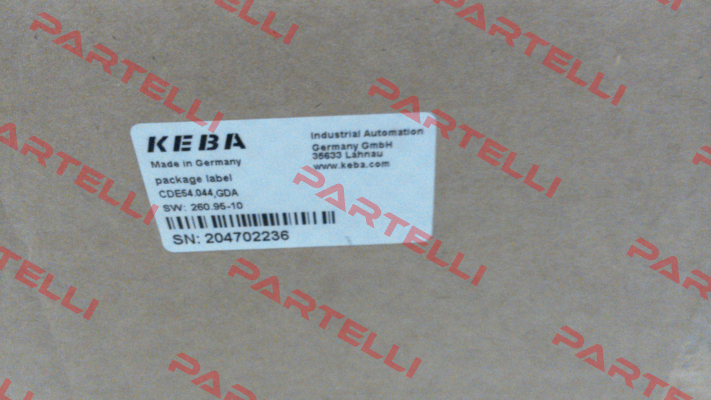 KEBA
Made in Germany
Industrial Automation
Germany GmbH
35633 Lahnau
www.keba.com
package label
CDE54.044,GDA
SW: 260.95-10
SN: 204702236
PARTELLI
PARTELLI
PARTELLI
PARTELLI
PARTELLI
PARTELLI
PARTELLI
PARTELLI